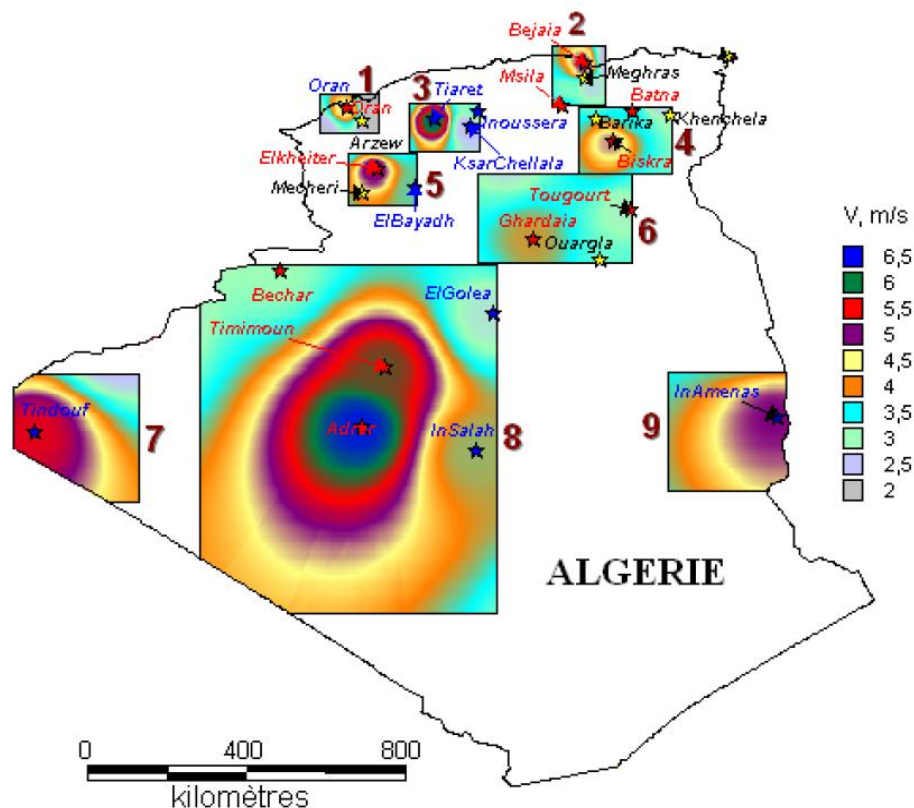 Bejaia 2
Meghras
Msila
Oran 1
Oran
3 Tiaret
Batna
Inoussera
Barika
Khenchela
Arzew
KsarChellala
4
Biskra
Elkheiter
Mecheri
5
ElBayadh
Tougourt
Ghardaia
6
Ouargla
Bechar
ElGolea
Timimoun
Tindouf
7
Adrar
InSalah
8
InAmenas
9
V, m/s
6,5
6
5,5
5
4,5
4
3,5
3
2,5
2
ALGERIE
0 400 800
kilomètres